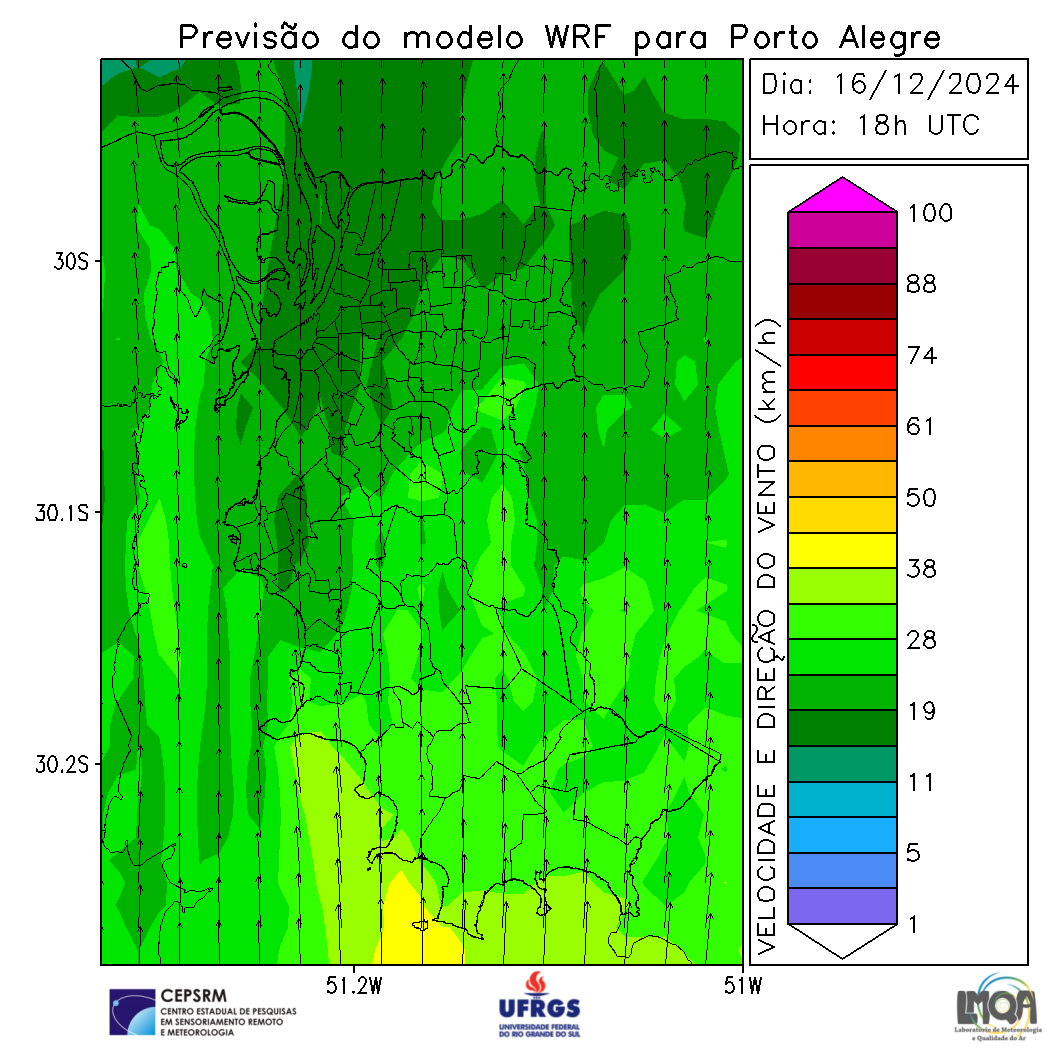 Previsão do modelo WRF para Porto Alegre
Dia: 16/12/2024
Hora: 18h UTC
100
88
74
61
50
38
28
19
11
5
1
VELOCIDADE E DIREÇÃO DO VENTO (km/h)
30S
30.1S
30.2S
51.2W
51W
CEPSRM
CENTRO ESTADUAL DE PESQUISAS
EM SENSORIAMENTO REMOTO
E METEOROLOGIA
UFRGS
UNIVERSIDADE FEDERAL
DO RIO GRANDE DO SUL
LMQA
Laboratório de Meteorologia
e Qualidade do Ar